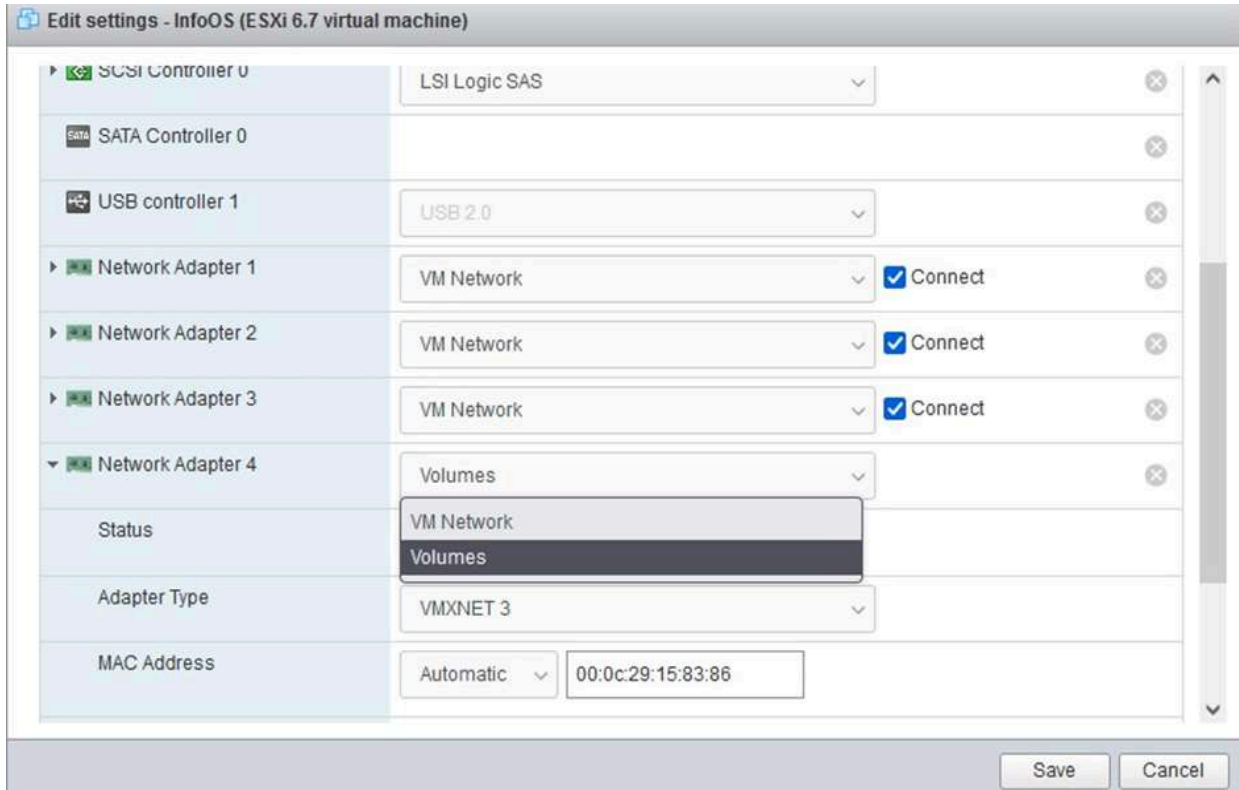 Edit settings - InfoOS (ESXi 6.7 virtual machine)
SCSI Controller 0
LSI Logic SAS
SATA
SATA Controller 0
USB controller 1
USB 2.0
Network Adapter 1
VM Network
Connect
Network Adapter 2
VM Network
Connect
Network Adapter 3
VM Network
Connect
Network Adapter 4
Volumes
Status
VM Network
Volumes
Adapter Type
VMXNET 3
MAC Address
Automatic
00:0c:29:15:83:86
Save
Cancel